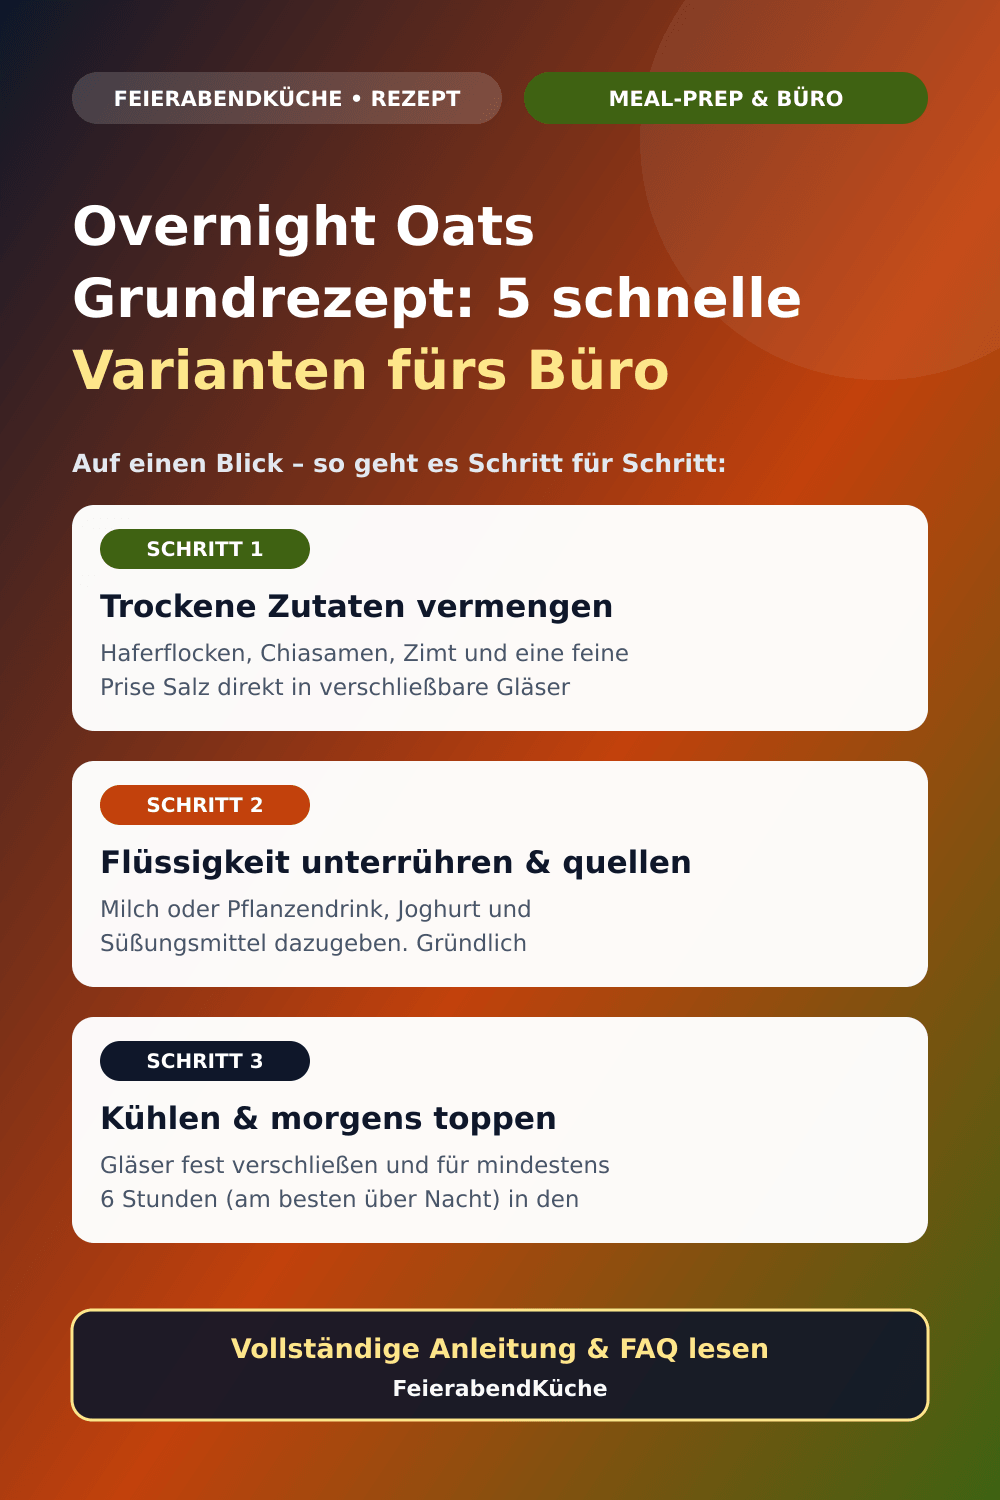 FEIERABENDKÜCHE • REZEPT
MEAL-PREP & BÜRO
Overnight Oats
Grundrezept: 5 schnelle
Varianten fürs Büro
Auf einen Blick – so geht es Schritt für Schritt:
SCHRITT 1
Trockene Zutaten vermengen
Haferflocken, Chiasamen, Zimt und eine feine
Prise Salz direkt in verschließbare Gläser
SCHRITT 2
Flüssigkeit unterrühren & quellen
Milch oder Pflanzendrink, Joghurt und
Süßungsmittel dazugeben. Gründlich
SCHRITT 3
Kühlen & morgens toppen
Gläser fest verschließen und für mindestens
6 Stunden (am besten über Nacht) in den
Vollständige Anleitung & FAQ lesen
FeierabendKüche